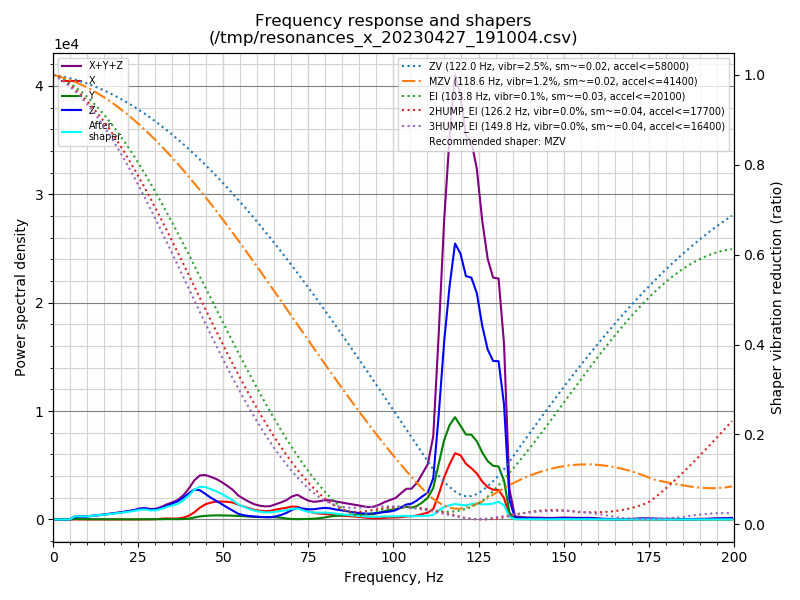 Frequency response and shapers
(/tmp/resonances_x_20230427_191004.csv)
1e4
X+Y+Z
X
Y
Z
After
shaper
ZV (122.0 Hz, vibr=2.5%, sm~=0.02, accel<=58000)
MZV (118.6 Hz, vibr=1.2%, sm~=0.02, accel<=41400)
EI (103.8 Hz, vibr=0.1%, sm~=0.03, accel<=20100)
2HUMP_EI (126.2 Hz, vibr=0.0%, sm~=0.04, accel<=17700)
3HUMP_EI (149.8 Hz, vibr=0.0%, sm~=0.04, accel<=16400)
Recommended shaper: MZV
4
3
2
1
0
Power spectral density
1.0
0.8
0.6
0.4
0.2
0.0
Shaper vibration reduction (ratio)
0 25 50 75 100 125 150 175 200
Frequency, Hz